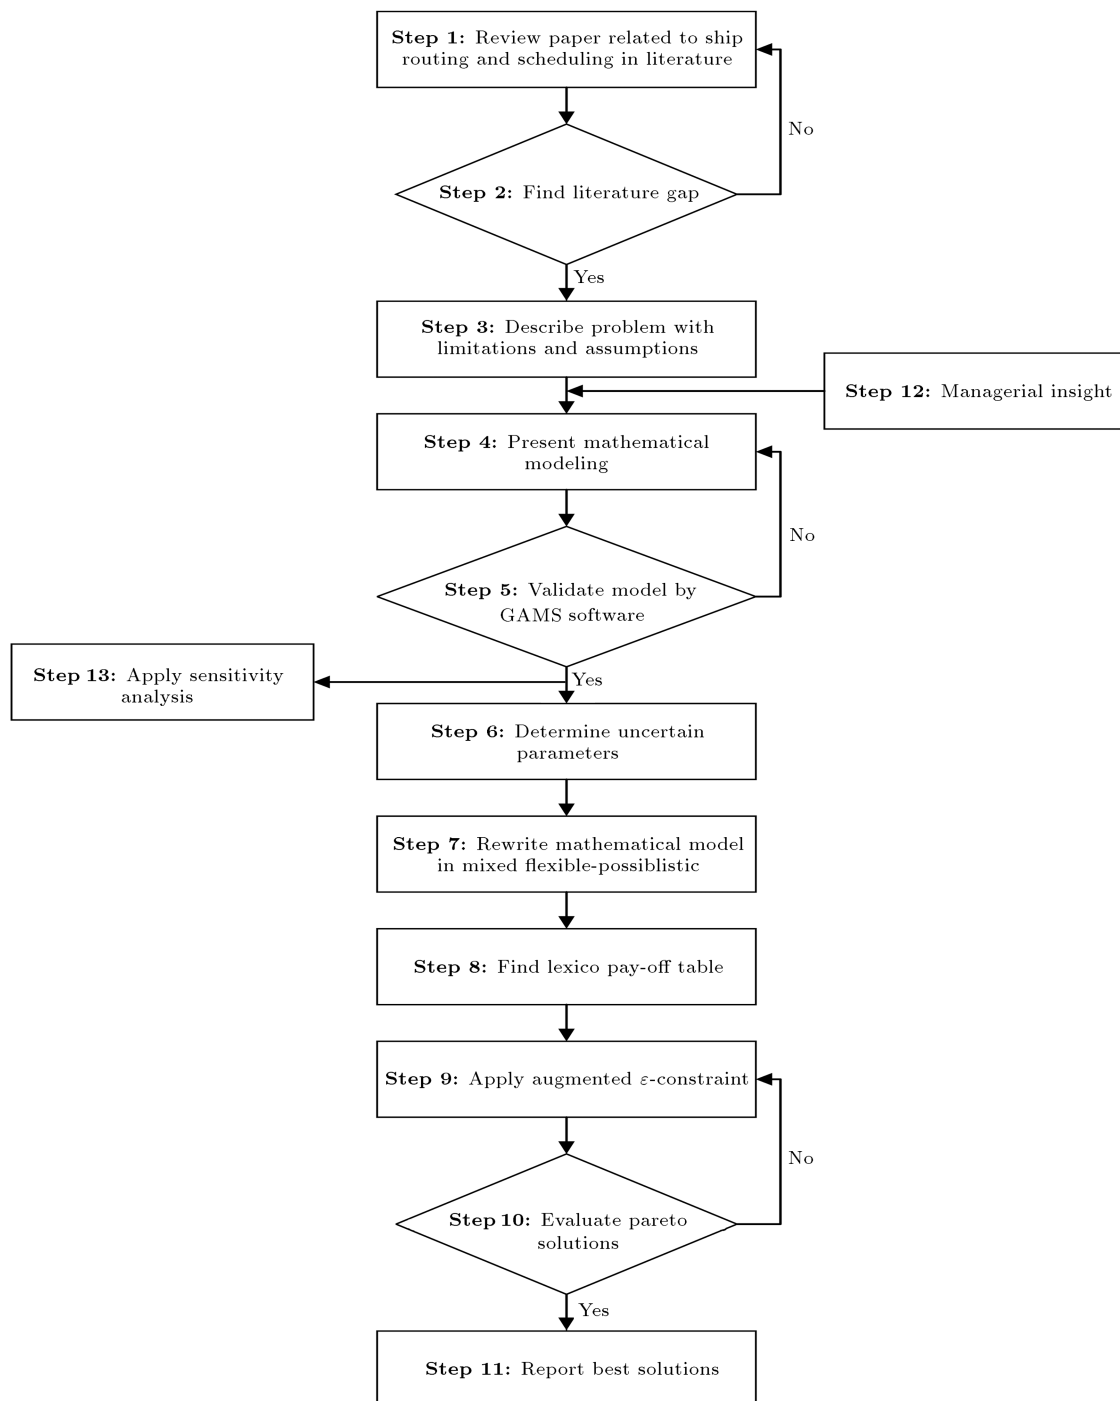 Step 1: Review paper related to ship
routing and scheduling in literature
No
Step 2: Find literature gap
Yes
Step 3: Describe problem with
limitations and assumptions
Step 12: Managerial insight
Step 4: Present mathematical
modeling
No
Step 5: Validate model by
GAMS software
Step 13: Apply sensitivity
analysis
Yes
Step 6: Determine uncertain
parameters
Step 7: Rewrite mathematical model
in mixed flexible-possiblistic
Step 8: Find lexico pay-off table
Step 9: Apply augmented ε-constraint
No
Step 10: Evaluate pareto
solutions
Yes
Step 11: Report best solutions